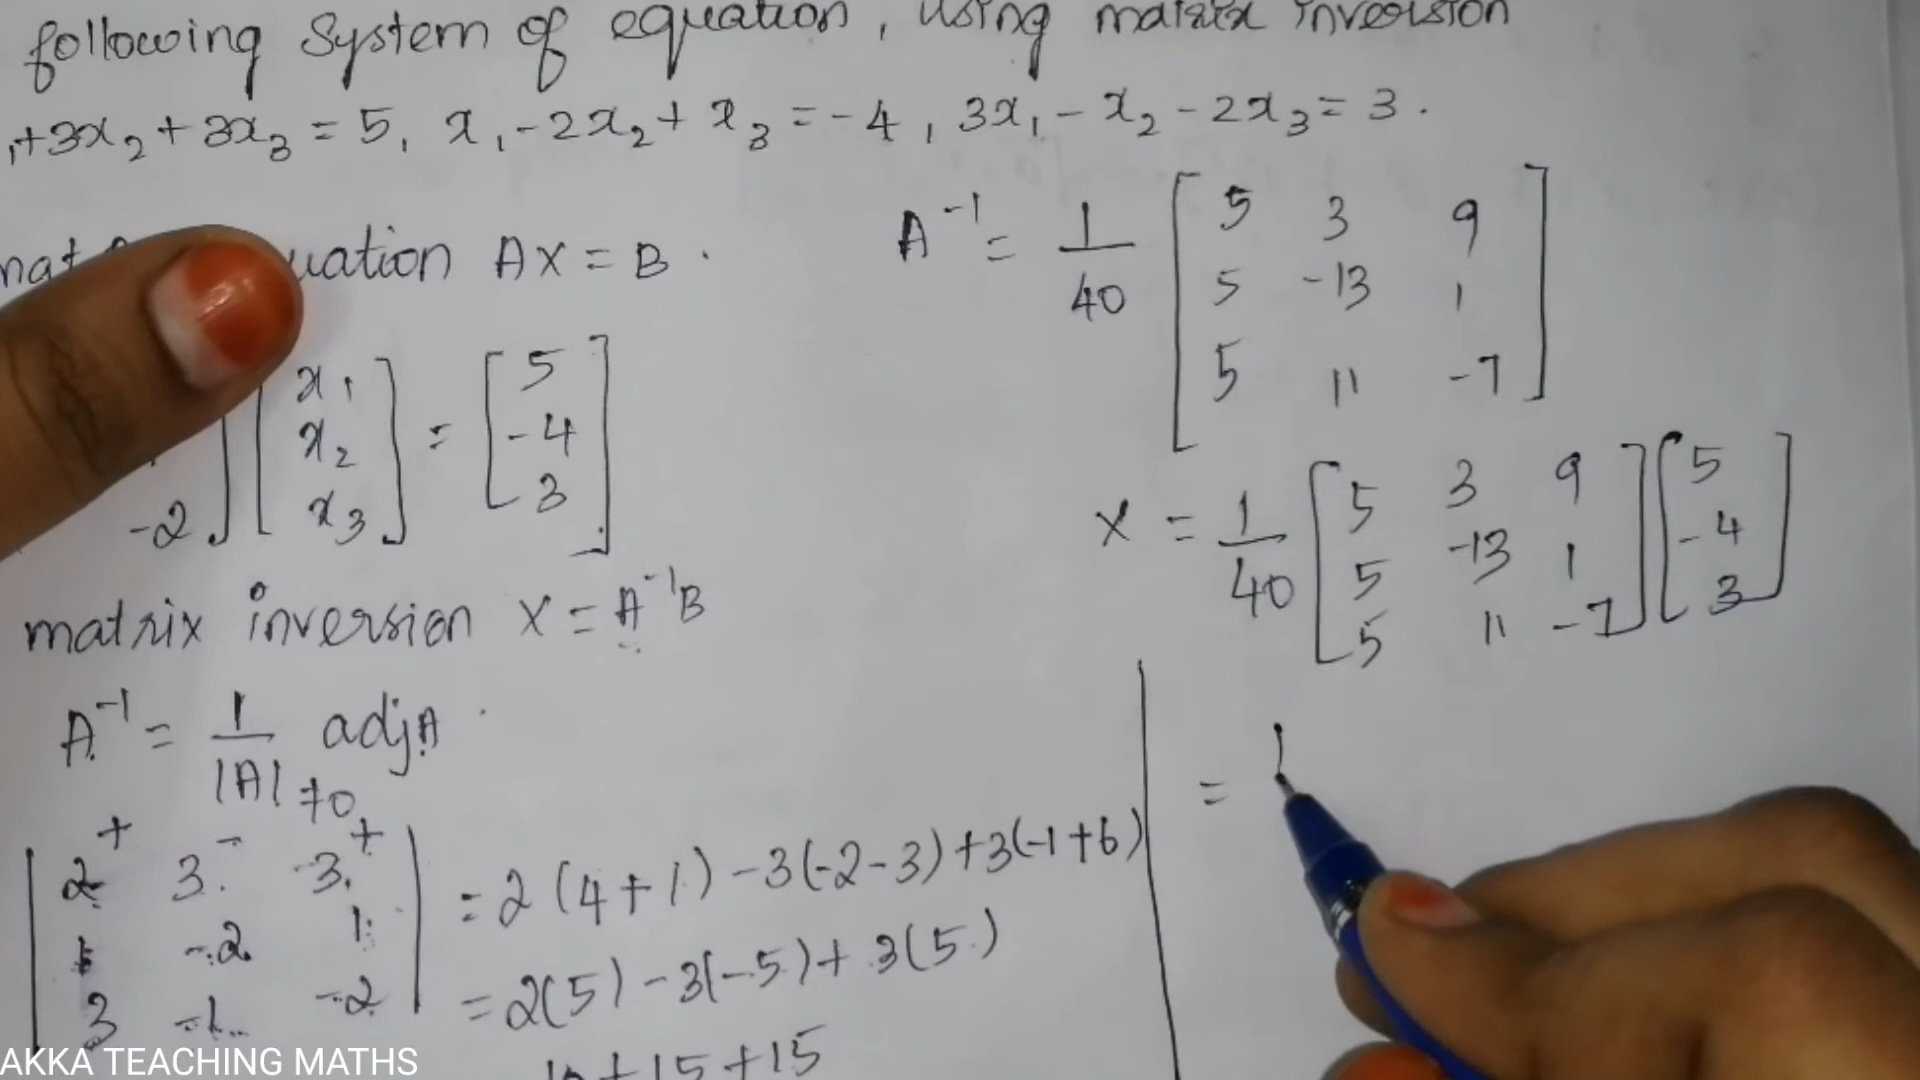 following System of equation, using matrix inversion
₁+3x₂+3x₃=5, x₁-2x₂+x₃=-4, 3x₁-x₂-2x₃=3.
uation AX=B.
x₁
x₂
-2 x₃
=
5
-4
3
matrix inversion X=A⁻¹B
A⁻¹= 1/|A| adjA
≠0
2⁺ 3⁻ 3⁺
1 -2 1
3 -1 -2
=2(4+1)-3(-2-3)+3(-1+6)
=2(5)-3(-5)+3(5)
+15+15
A⁻¹= 1/40
5 3 9
5 -13 1
5 11 -7
X = 1/40
5 3 9
5 -13 1
5 11 -7
5
-4
3
= 1
AKKA TEACHING MATHS